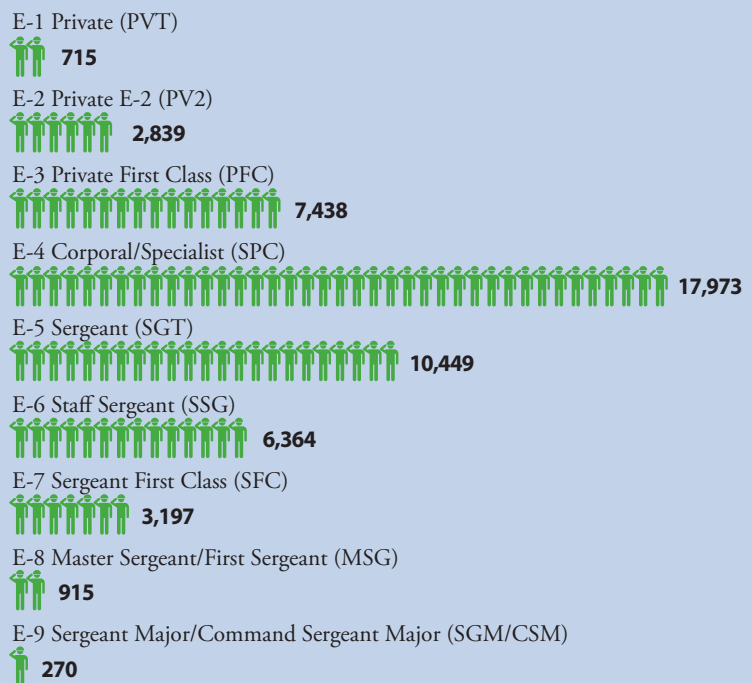 E-1 Private (PVT)
715
E-2 Private E-2 (PV2)
2,839
E-3 Private First Class (PFC)
7,438
E-4 Corporal/Specialist (SPC)
17,973
E-5 Sergeant (SGT)
10,449
E-6 Staff Sergeant (SSG)
6,364
E-7 Sergeant First Class (SFC)
3,197
E-8 Master Sergeant/First Sergeant (MSG)
915
E-9 Sergeant Major/Command Sergeant Major (SGM/CSM)
270